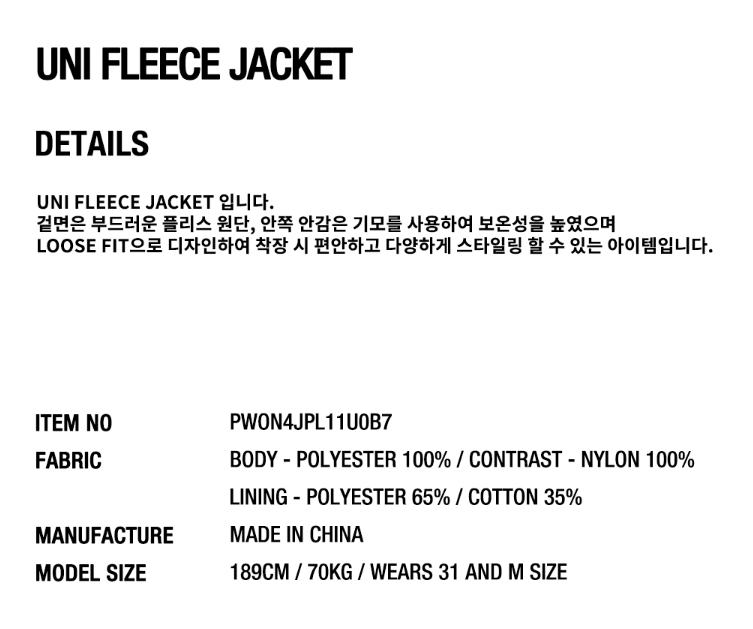 UNI FLEECE JACKET
DETAILS
UNI FLEECE JACKET 입니다.
겉면은 부드러운 플리스 원단, 안쪽 안감은 기모를 사용하여 보온성을 높였으며
LOOSE FIT으로 디자인하여 착장 시 편안하고 다양하게 스타일링 할 수 있는 아이템입니다.
ITEM NO PWON4JPL11U0B7
FABRIC BODY - POLYESTER 100% / CONTRAST - NYLON 100%
LINING - POLYESTER 65% / COTTON 35%
MANUFACTURE MADE IN CHINA
MODEL SIZE 189CM / 70KG / WEARS 31 AND M SIZE